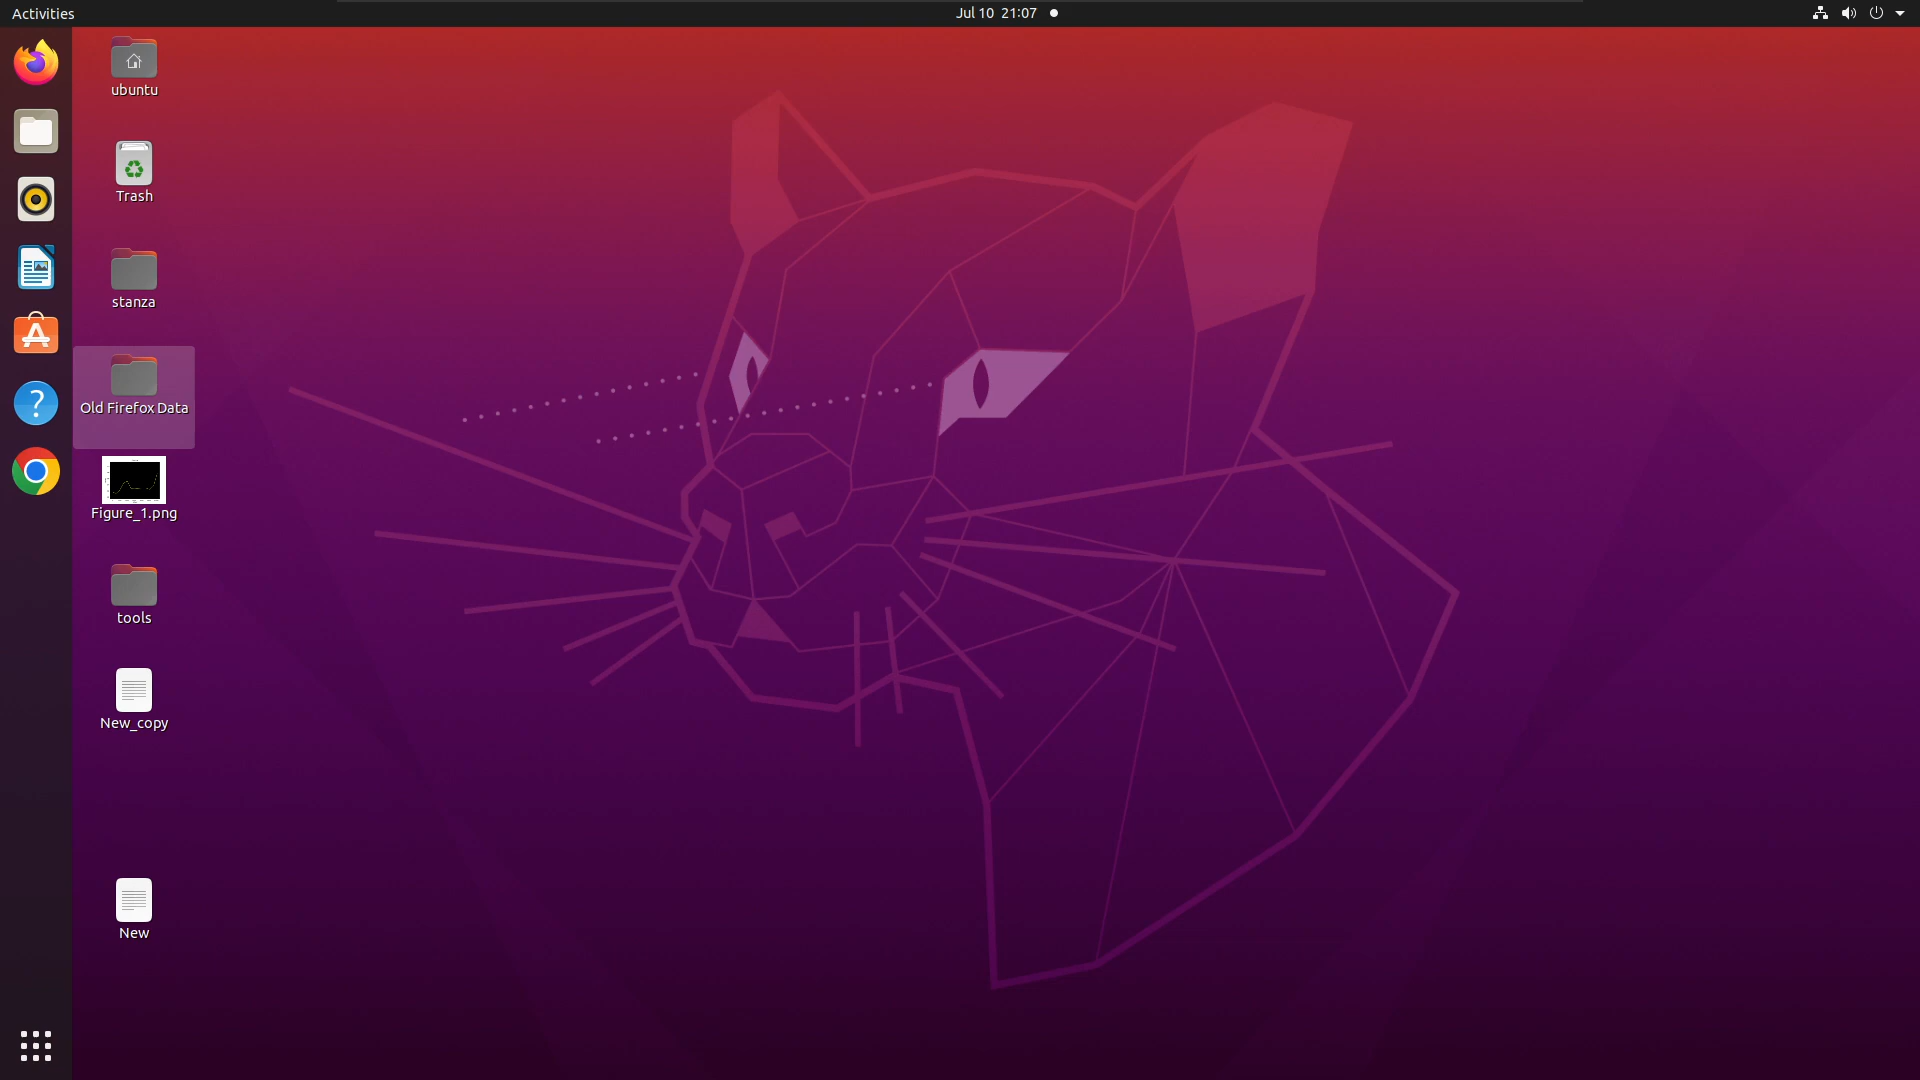 Activities
Jul 10 21:07
ubuntu
Trash
stanza
Old Firefox Data
Figure_1.png
tools
New_copy
New